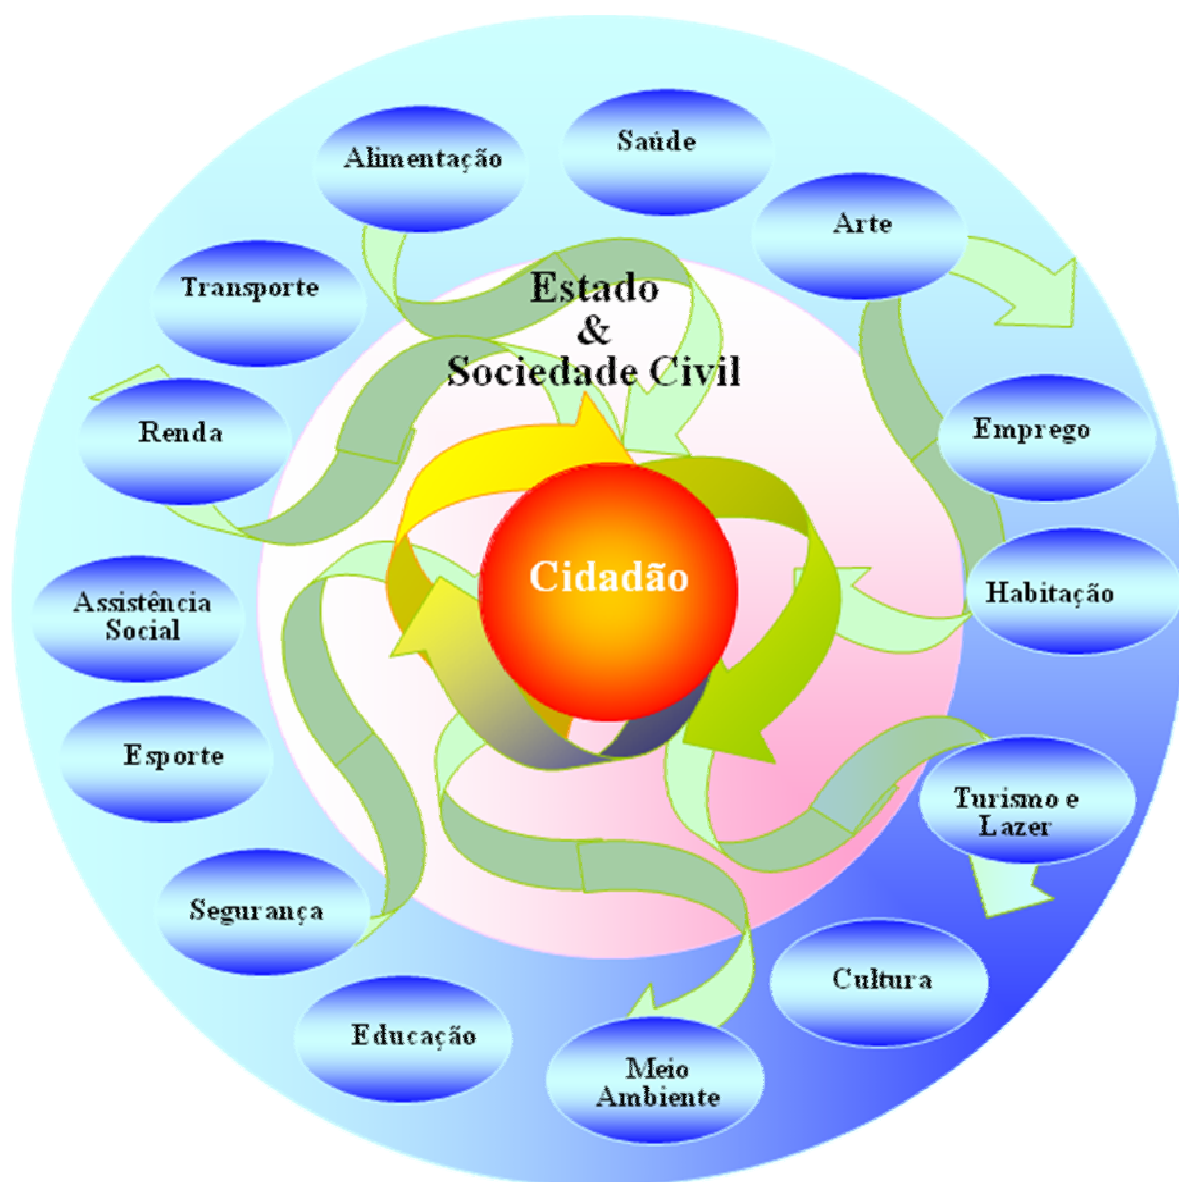 Saúde
Alimentação
Arte
Transporte
Estado
&
Sociedade Civil
Renda
Emprego
Cidadão
Assistência
Social
Habitação
Esporte
Turismo e
Lazer
Segurança
Cultura
Educação
Meio
Ambiente